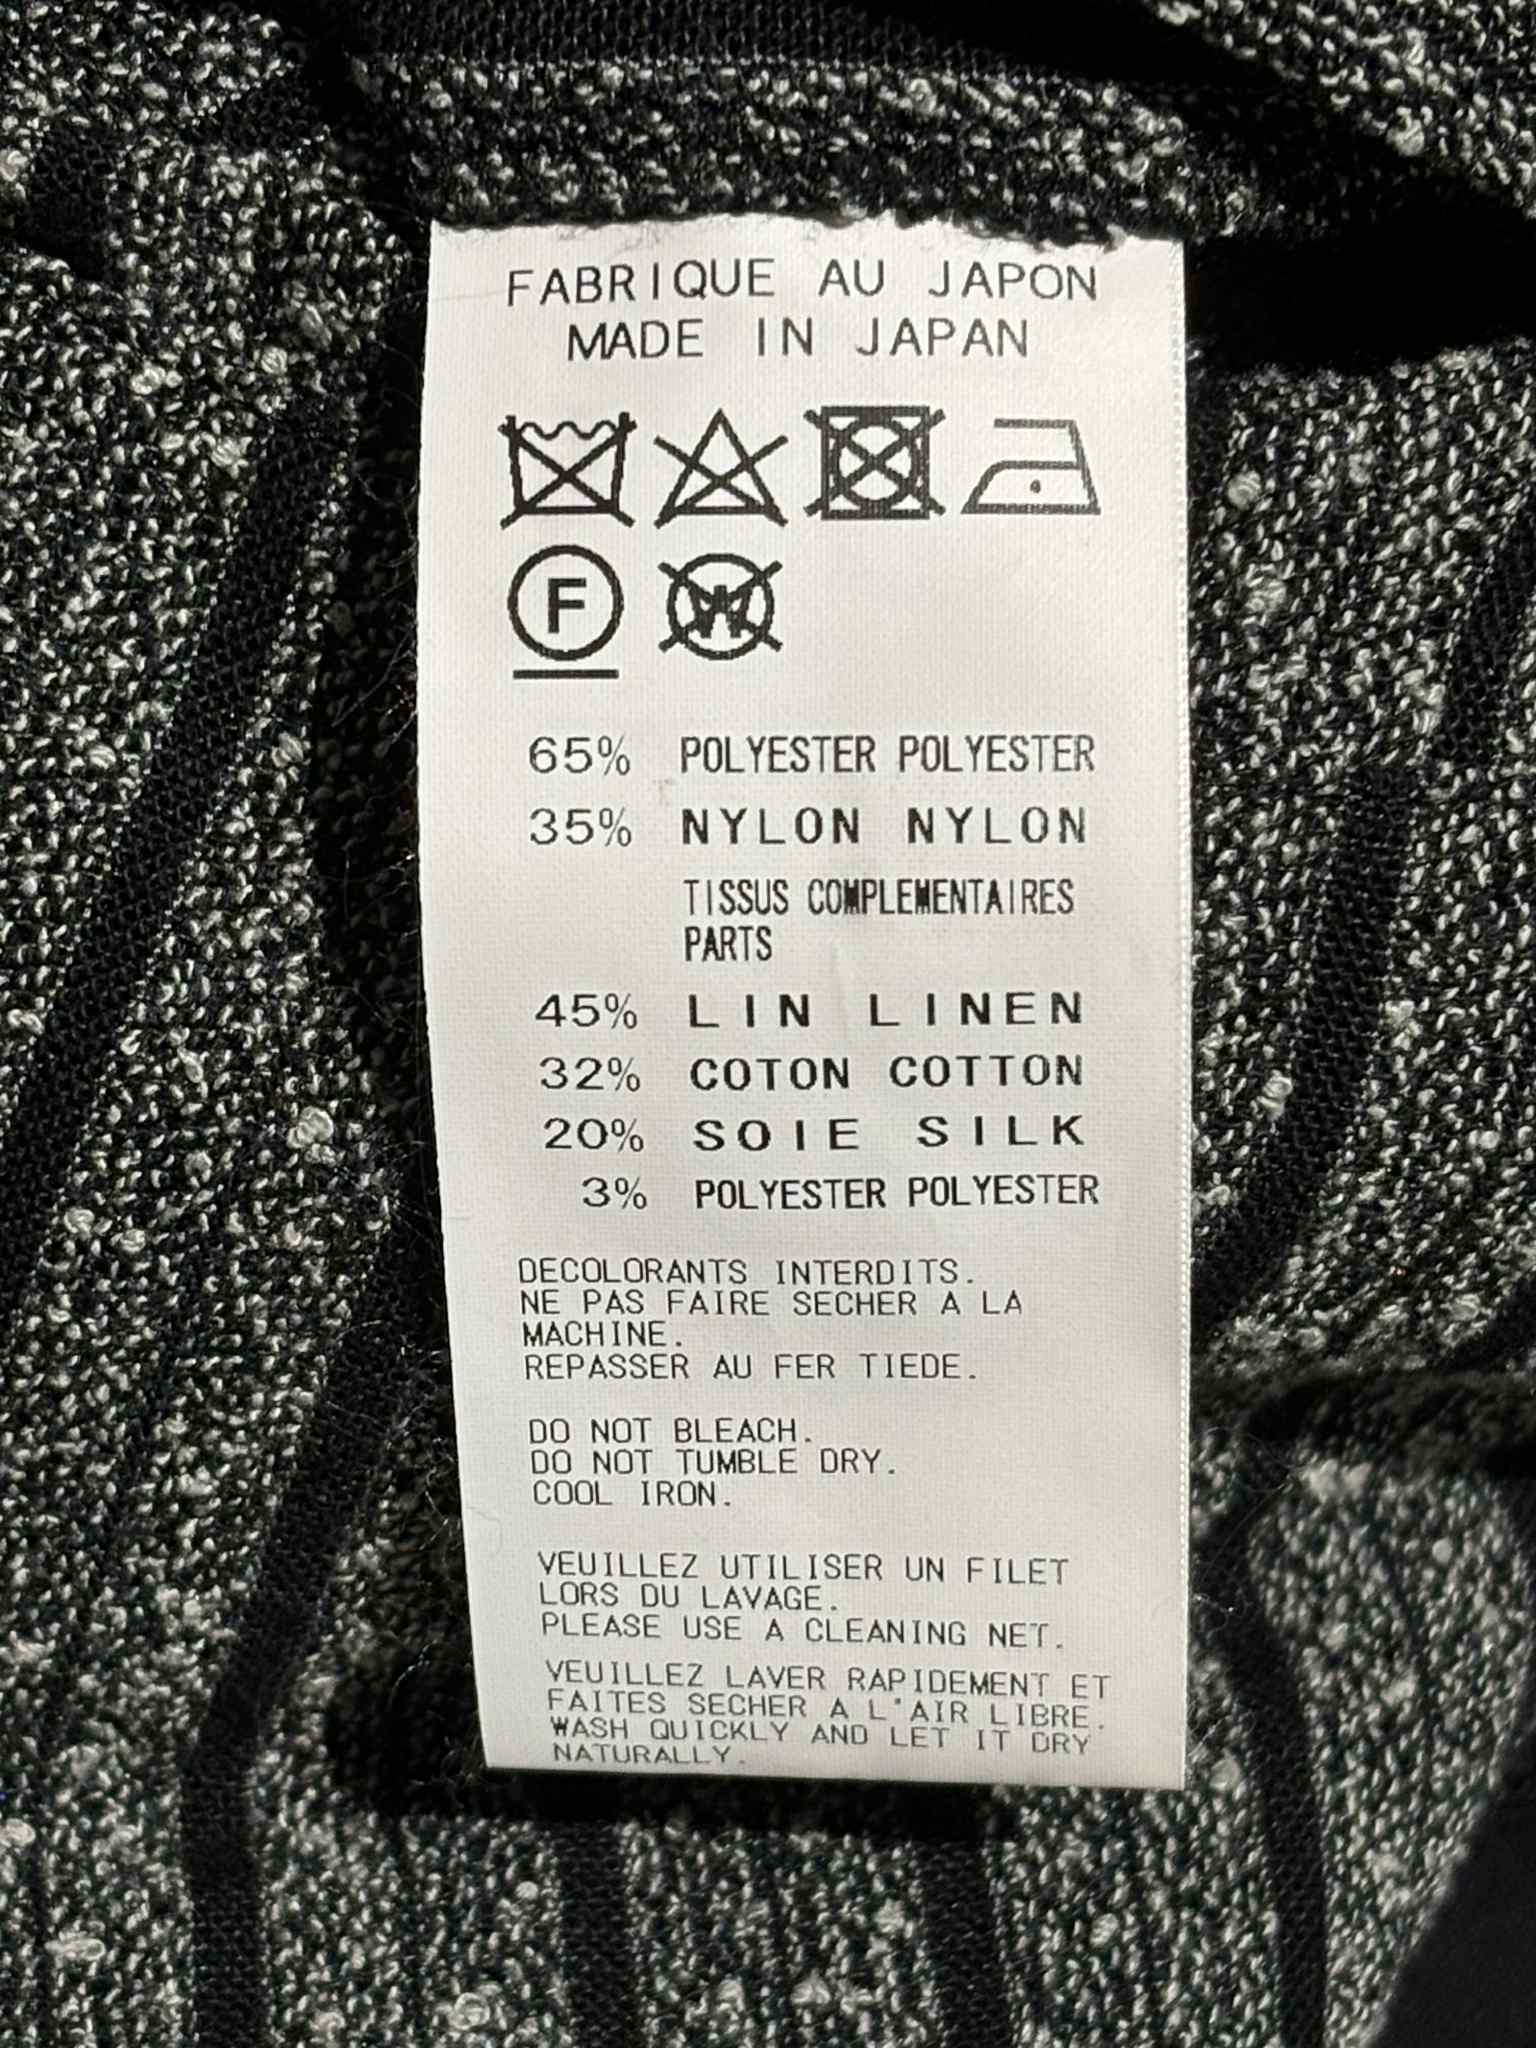 FABRIQUE AU JAPON
MADE IN JAPAN
F W
65% POLYESTER POLYESTER
35% NYLON NYLON
TISSUS COMPLEMENTAIRES
PARTS
45% LIN LINEN
32% COTON COTTON
20% SOIE SILK
3% POLYESTER POLYESTER
DECOLORANTS INTERDITS.
NE PAS FAIRE SECHER A LA
MACHINE.
REPASSER AU FER TIEDE.
DO NOT BLEACH.
DO NOT TUMBLE DRY.
COOL IRON.
VEUILLEZ UTILISER UN FILET
LORS DU LAVAGE.
PLEASE USE A CLEANING NET.
VEUILLEZ LAVER RAPIDEMENT ET
FAITES SECHER A L'AIR LIBRE.
WASH QUICKLY AND LET IT DRY
NATURALLY.